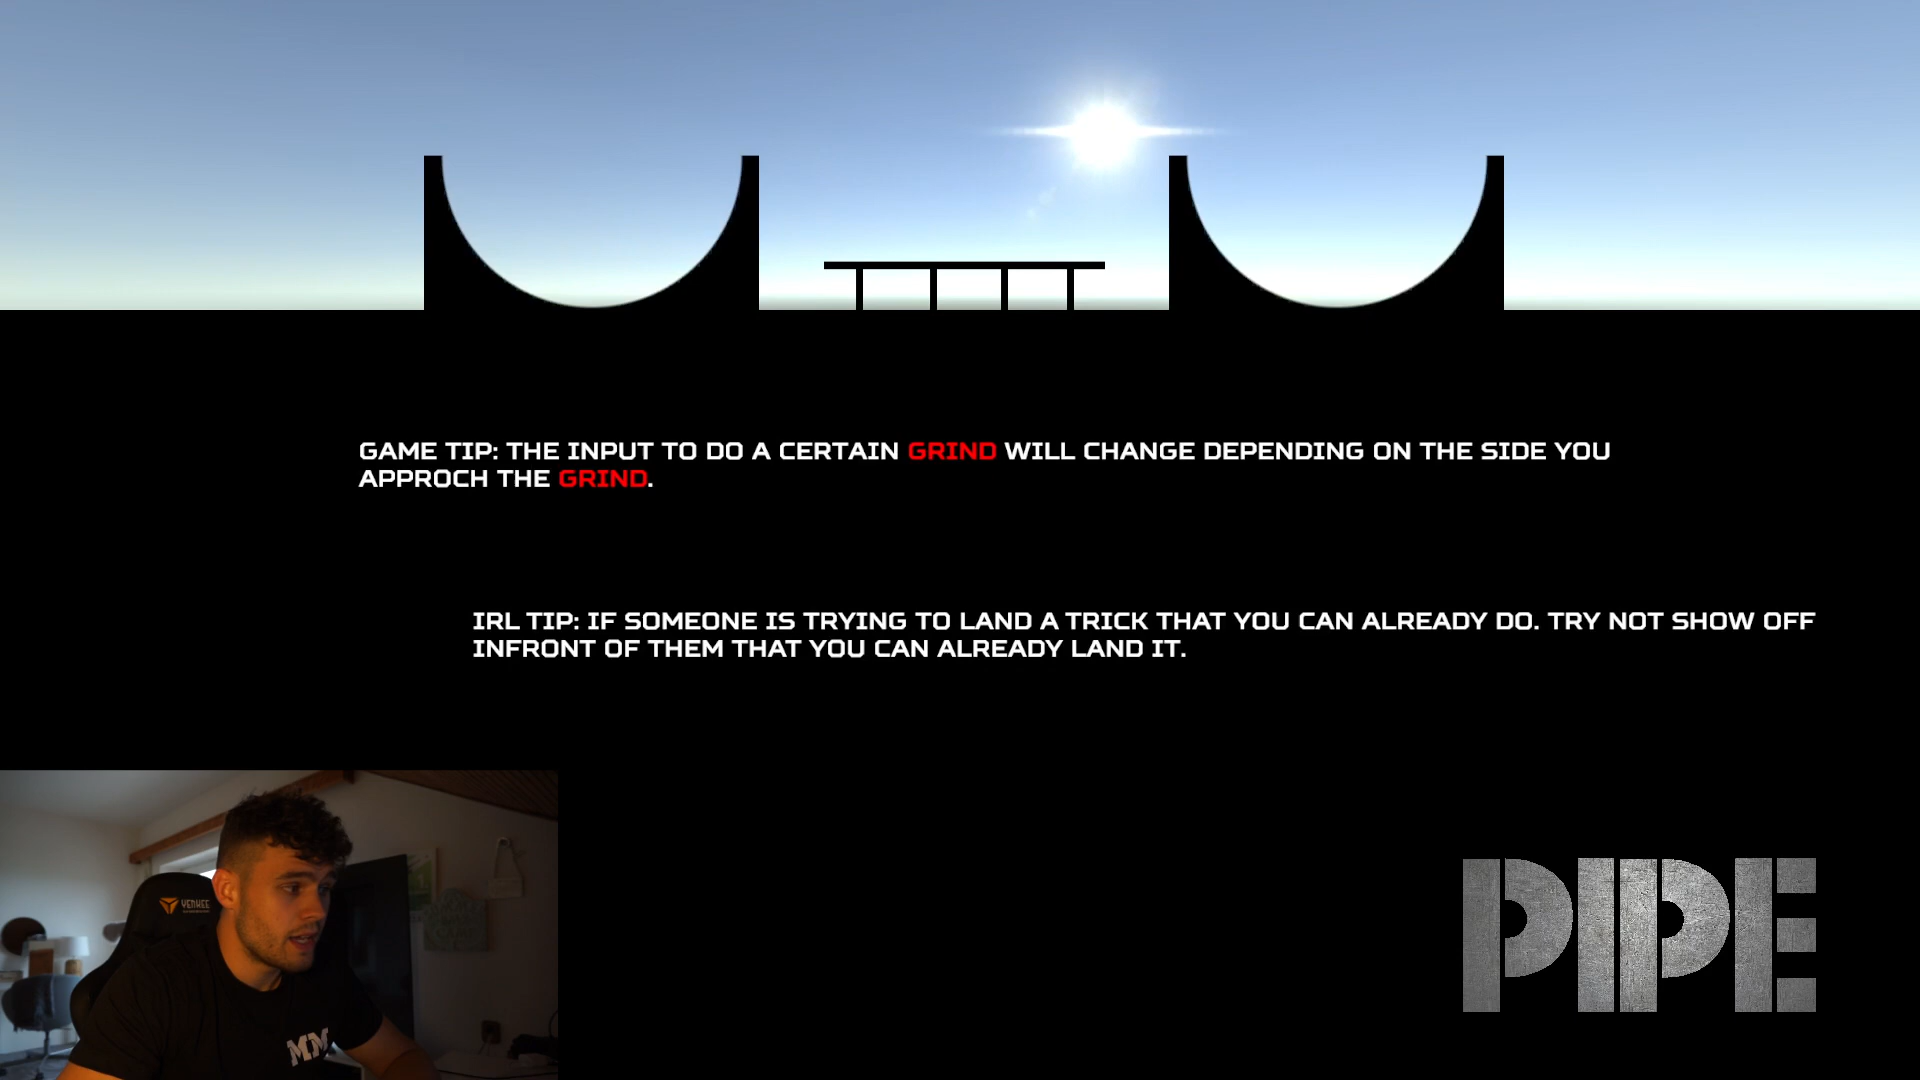 GAME TIP: THE INPUT TO DO A CERTAIN GRIND WILL CHANGE DEPENDING ON THE SIDE YOU
APPROCH THE GRIND.
IRL TIP: IF SOMEONE IS TRYING TO LAND A TRICK THAT YOU CAN ALREADY DO. TRY NOT SHOW OFF
INFRONT OF THEM THAT YOU CAN ALREADY LAND IT.
YENKEE
MM
PIPE